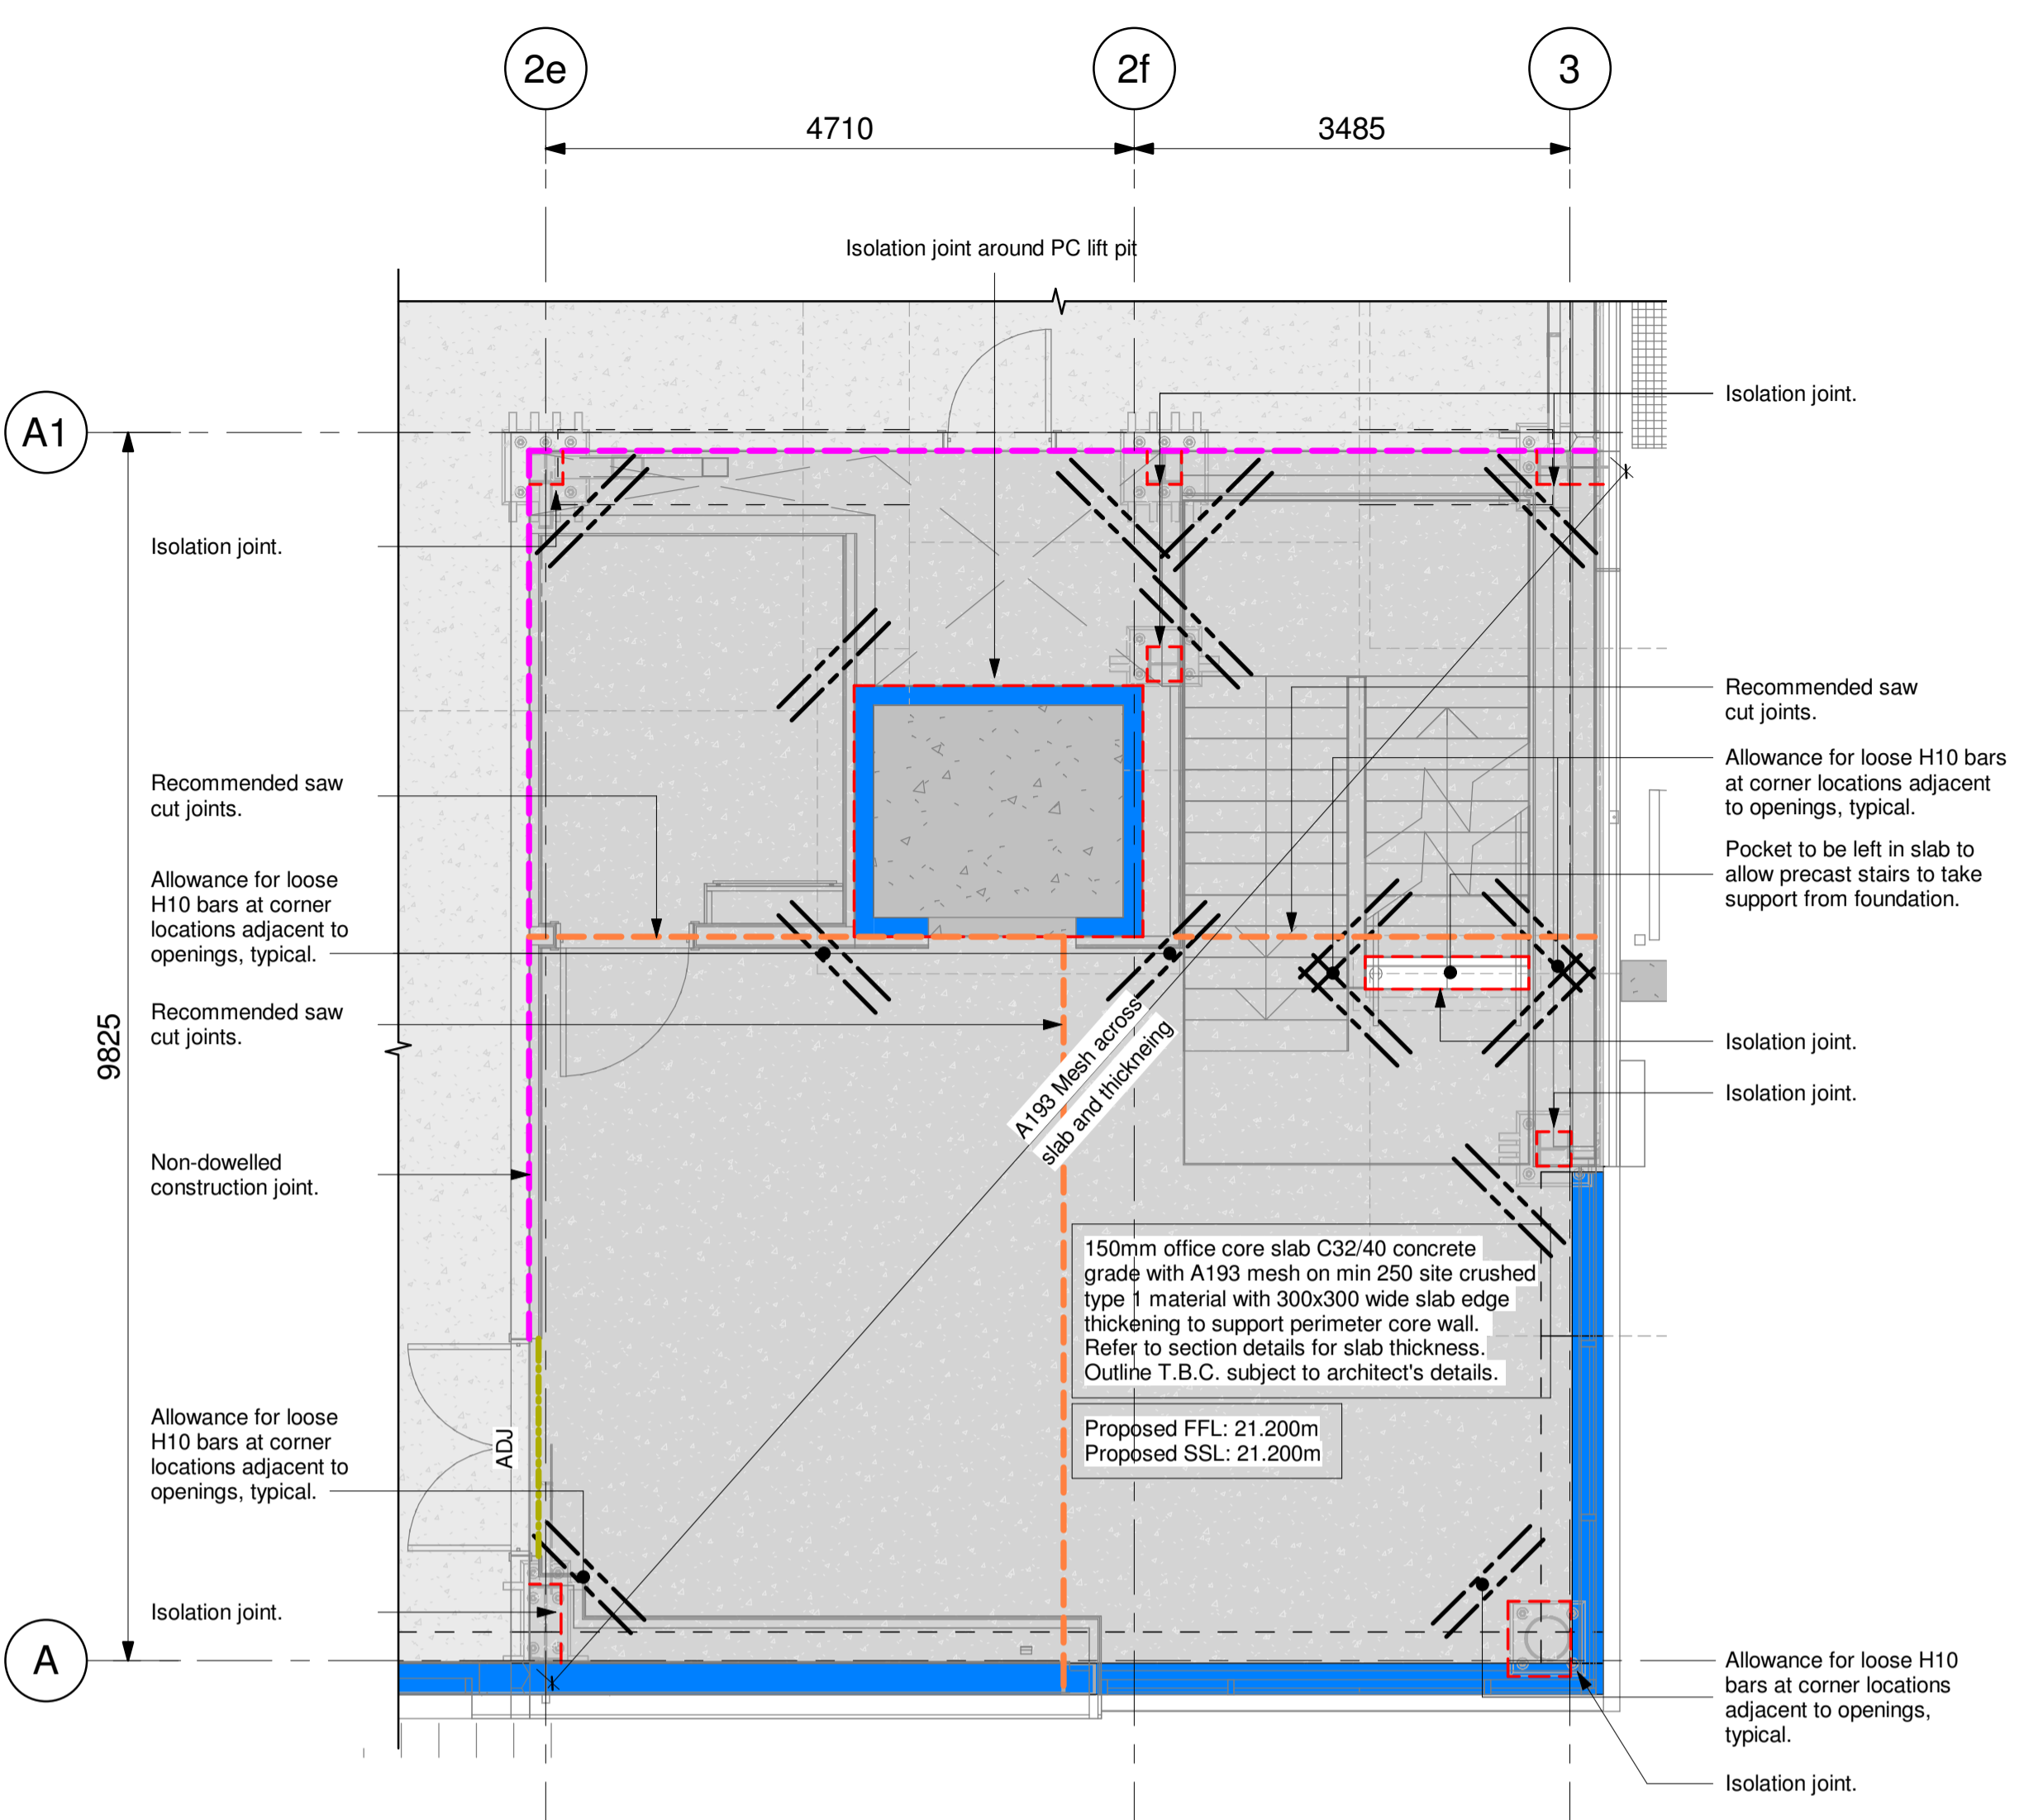 2e
2f
3
4710
3485
Isolation joint around PC lift pit
A1
Isolation joint.
Isolation joint.
Recommended saw
cut joints.
Allowance for loose H10 bars
at corner locations adjacent
to openings, typical.
Pocket to be left in slab to
allow precast stairs to take
support from foundation.
Recommended saw
cut joints.
Allowance for loose
H10 bars at corner
locations adjacent to
openings, typical.
Recommended saw
cut joints.
9825
A193 Mesh across
slab and thickneing
Isolation joint.
Isolation joint.
Non-dowelled
construction joint.
150mm office core slab C32/40 concrete
grade with A193 mesh on min 250 site crushed
type 1 material with 300x300 wide slab edge
thickening to support perimeter core wall.
Refer to section details for slab thickness.
Outline T.B.C. subject to architect's details.
Proposed FFL: 21.200m
Proposed SSL: 21.200m
ADJ
Allowance for loose
H10 bars at corner
locations adjacent to
openings, typical.
Isolation joint.
A
Allowance for loose H10
bars at corner locations
adjacent to openings,
typical.
Isolation joint.